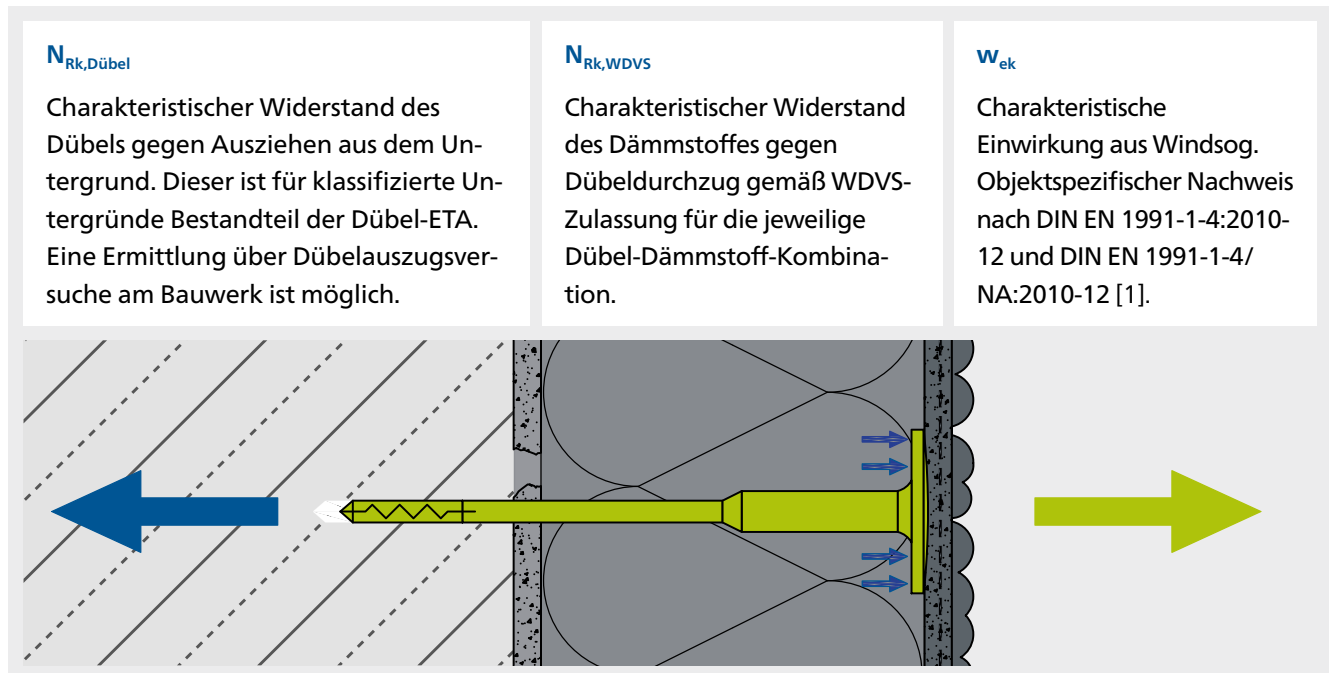 N_Rk,Dübel
Charakteristischer Widerstand des
Dübels gegen Ausziehen aus dem Un-
tergrund. Dieser ist für klassifizierte Un-
tergründe Bestandteil der Dübel-ETA.
Eine Ermittlung über Dübelauszugsver-
suche am Bauwerk ist möglich.
N_Rk,WDVS
Charakteristischer Widerstand
des Dämmstoffes gegen
Dübeldurchzug gemäß WDVS-
Zulassung für die jeweilige
Dübel-Dämmstoff-Kombina-
tion.
w_ek
Charakteristische
Einwirkung aus Windsog.
Objektspezifischer Nachweis
nach DIN EN 1991-1-4:2010-
12 und DIN EN 1991-1-4/
NA:2010-12 [1].